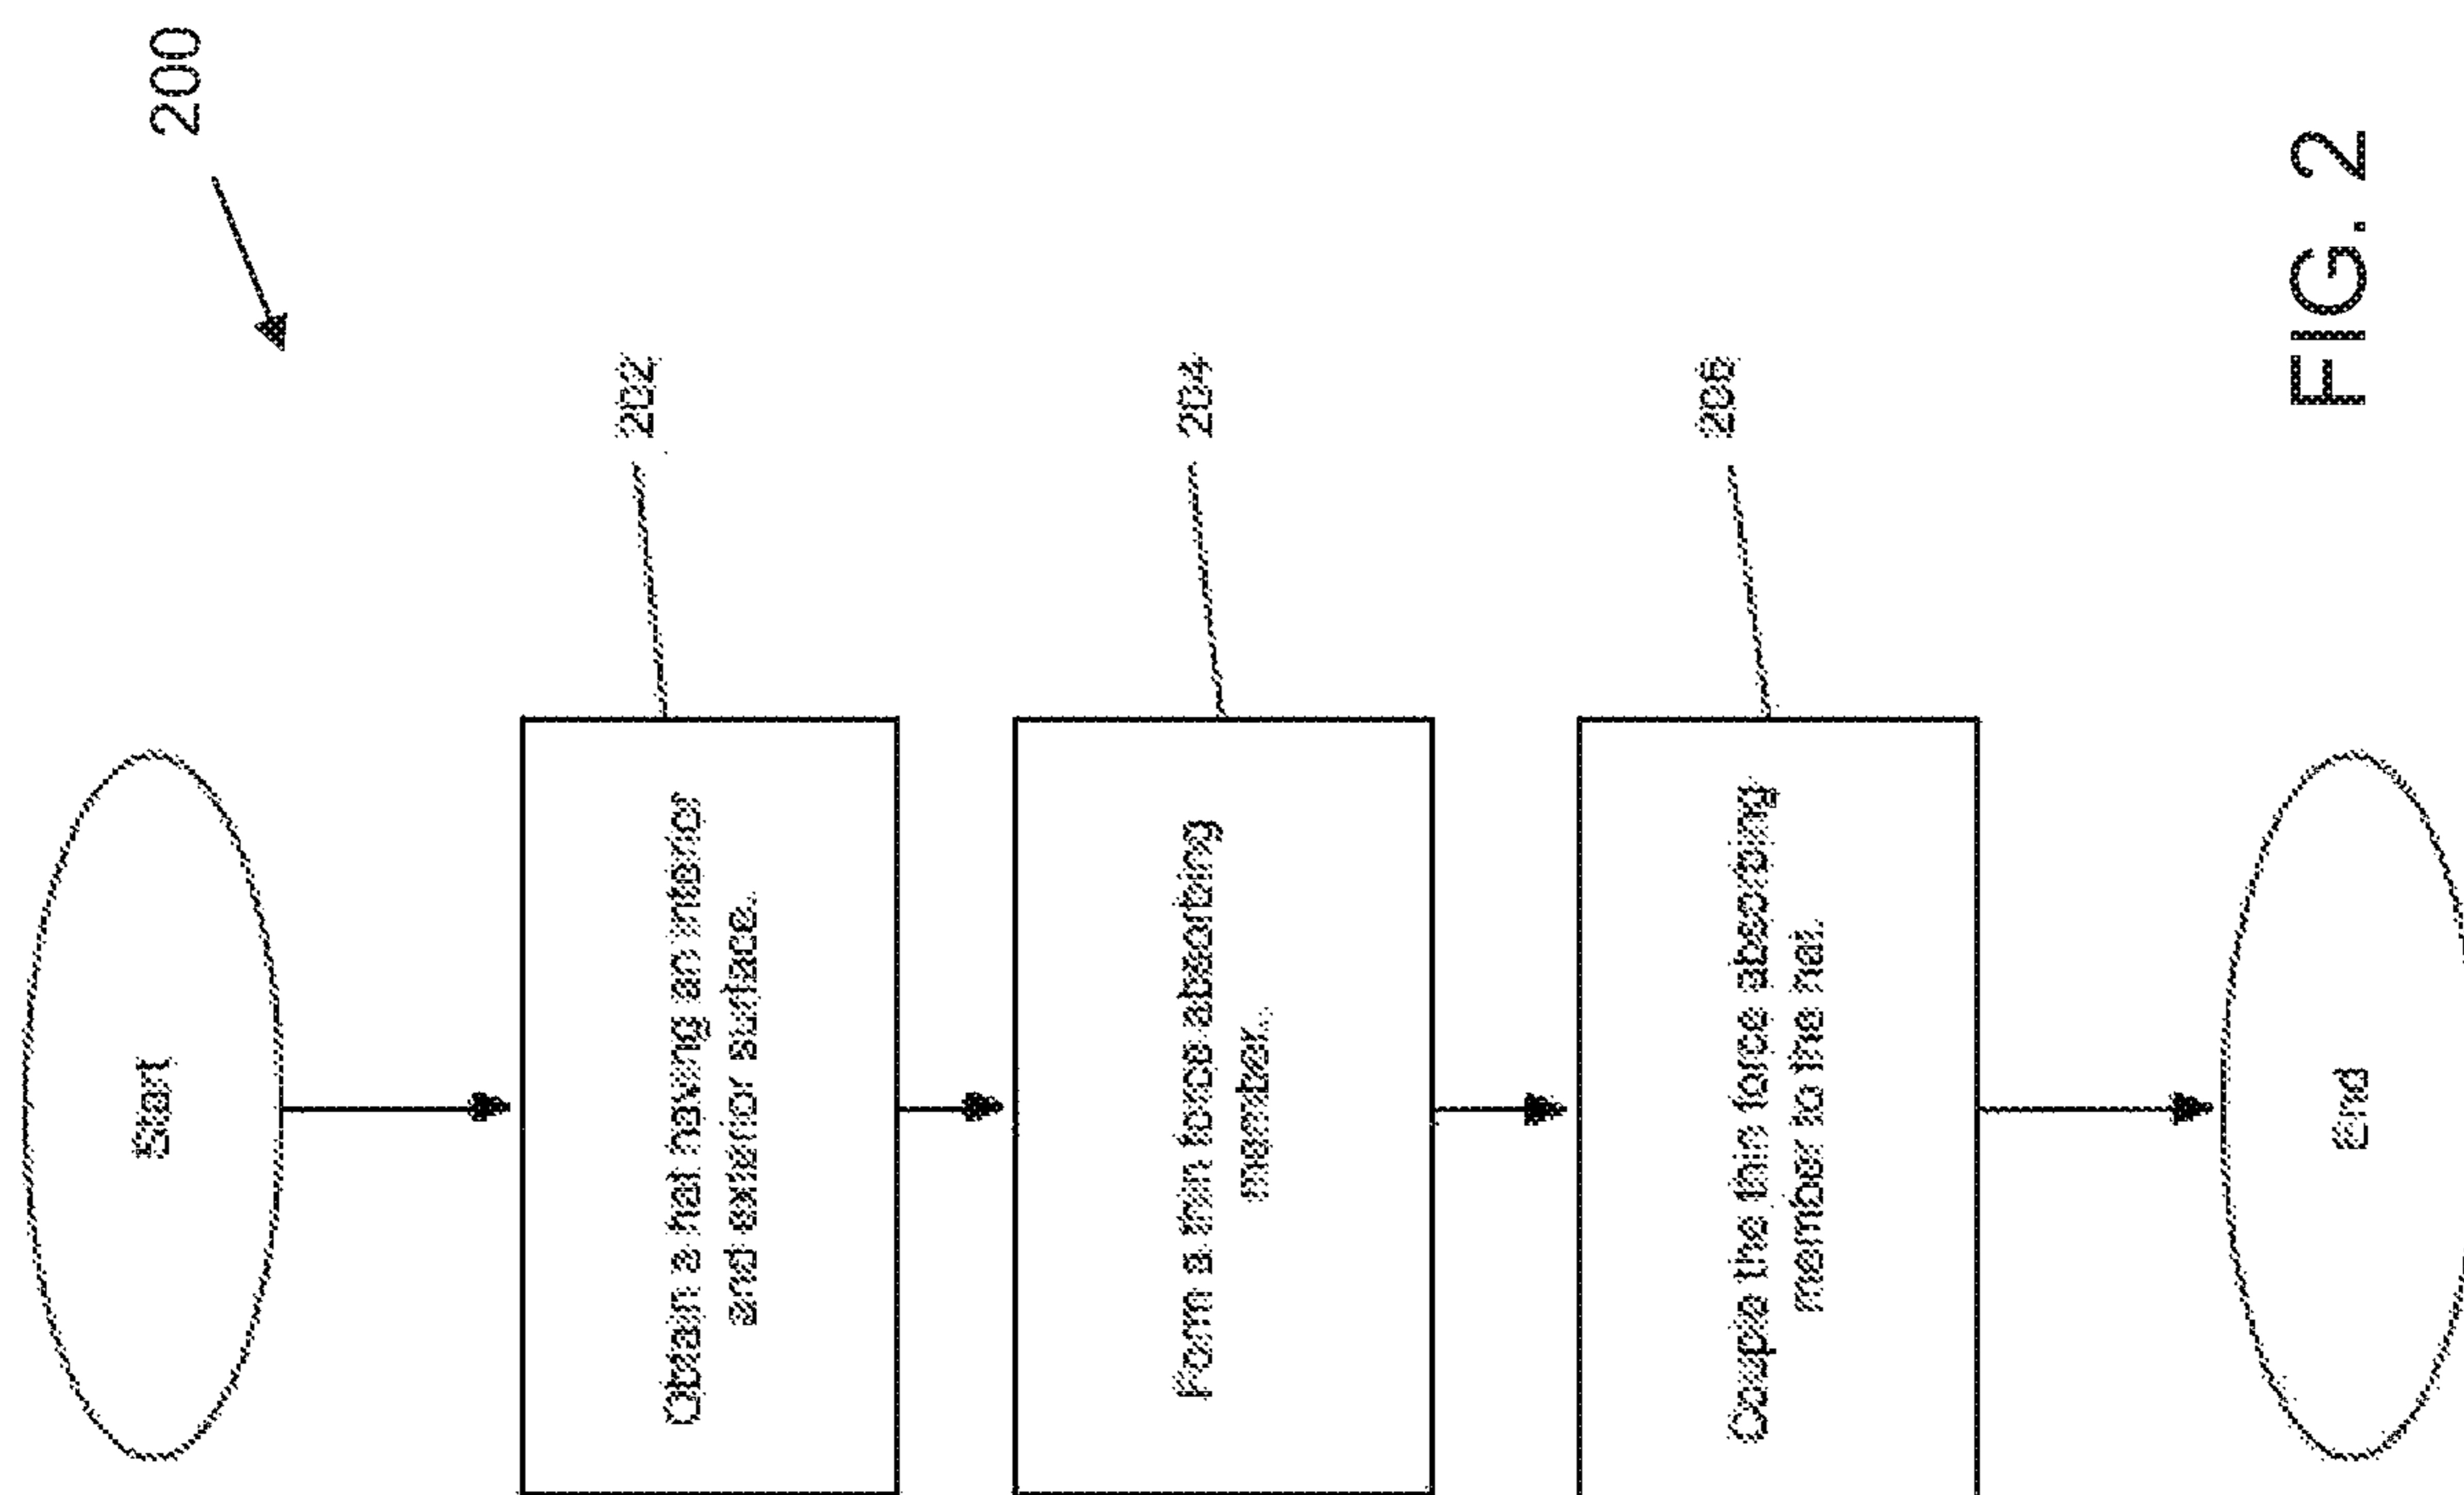 200
Start
Obtain a hat having an interior
and exterior surface.
202
Form a thin force absorbing
member.
204
Couple the thin force absorbing
member to the hat.
206
End
FIG. 2